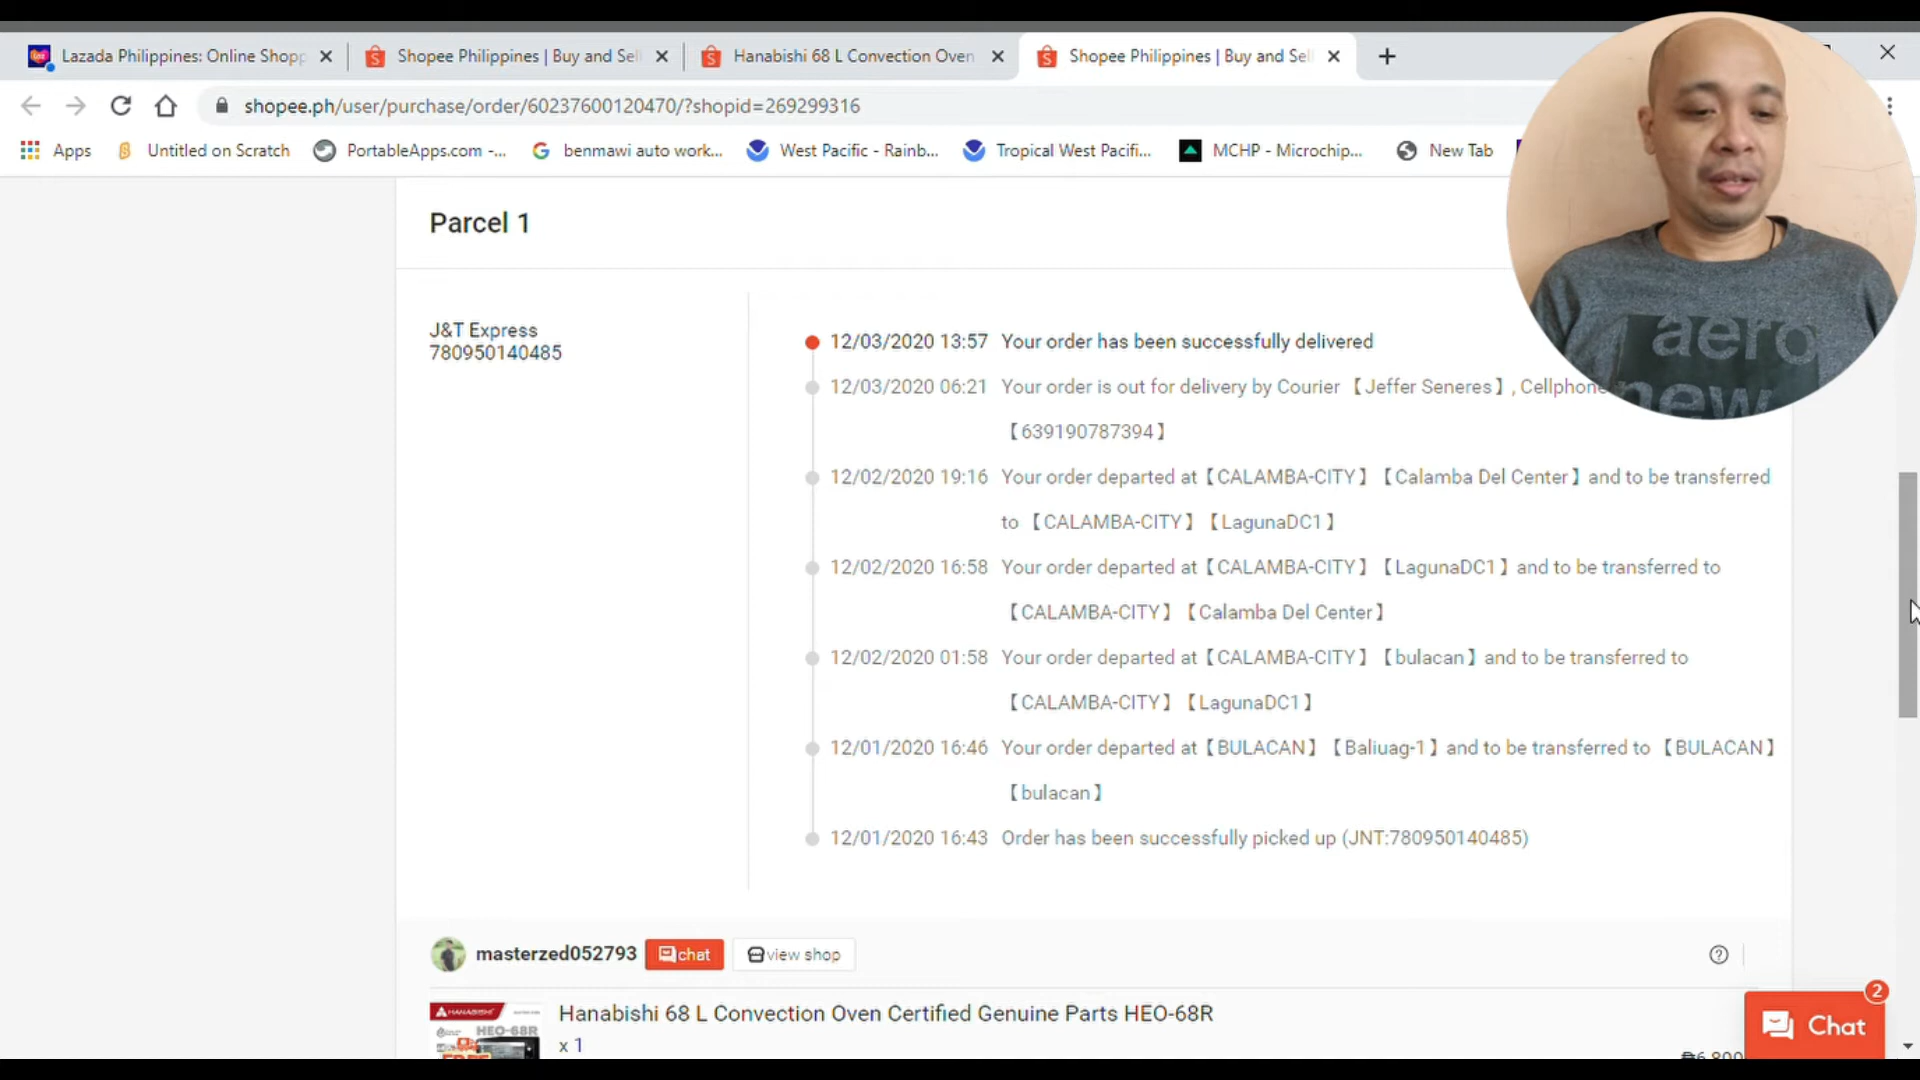 Lazada Philippines: Online Shopp
Shopee Philippines | Buy and Sel
Hanabishi 68 L Convection Oven
Shopee Philippines | Buy and Sel
shopee.ph/user/purchase/order/60237600120470/?shopid=269299316
Apps
Untitled on Scratch
PortableApps.com -...
benmawi auto work...
West Pacific - Rainb...
Tropical West Pacifi...
MCHP - Microchip...
New Tab
Parcel 1
J&T Express
780950140485
12/03/2020 13:57 Your order has been successfully delivered
12/03/2020 06:21 Your order is out for delivery by Courier 【Jeffer Seneres】, Cellphone
【639190787394】
12/02/2020 19:16 Your order departed at【CALAMBA-CITY】【Calamba Del Center】and to be transferred
to 【CALAMBA-CITY】【LagunaDC1】
12/02/2020 16:58 Your order departed at【CALAMBA-CITY】【LagunaDC1】and to be transferred to
【CALAMBA-CITY】【Calamba Del Center】
12/02/2020 01:58 Your order departed at【CALAMBA-CITY】【bulacan】and to be transferred to
【CALAMBA-CITY】【LagunaDC1】
12/01/2020 16:46 Your order departed at【BULACAN】【Baliuag-1】and to be transferred to 【BULACAN】
【bulacan】
12/01/2020 16:43 Order has been successfully picked up (JNT:780950140485)
aero
new
masterzed052793 chat view shop
HANABISHI
HEO-68R
Hanabishi 68 L Convection Oven Certified Genuine Parts HEO-68R
x 1
2
Chat